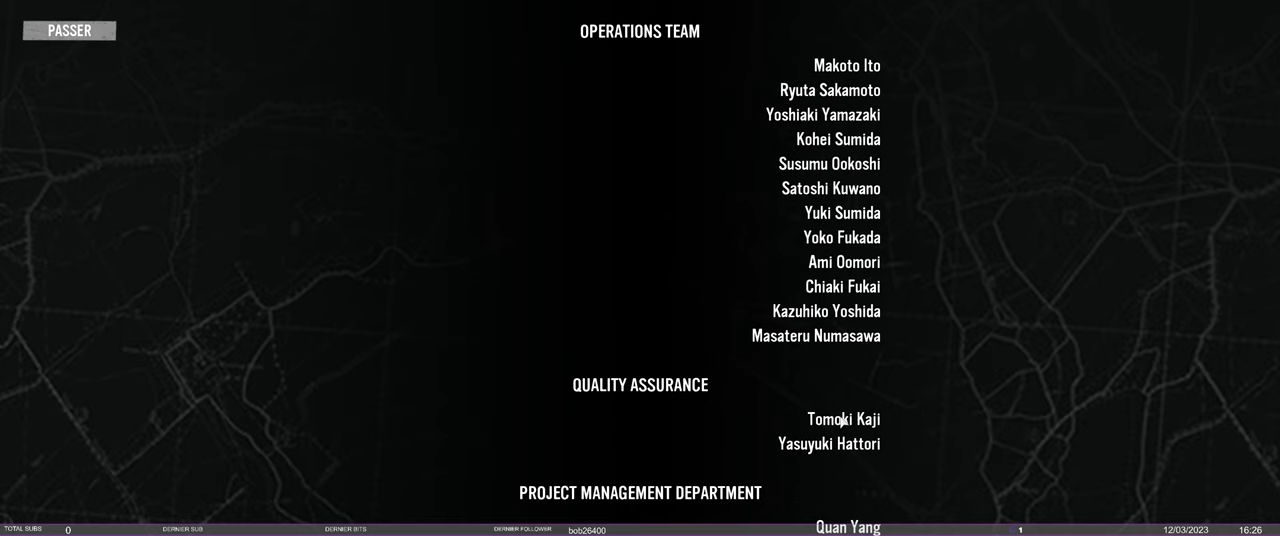 PASSER
OPERATIONS TEAM
Makoto Ito
Ryuta Sakamoto
Yoshiaki Yamazaki
Kohei Sumida
Susumu Ookoshi
Satoshi Kuwano
Yuki Sumida
Yoko Fukada
Ami Oomori
Chiaki Fukai
Kazuhiko Yoshida
Masateru Numasawa
QUALITY ASSURANCE
Tomoki Kaji
Yasuyuki Hattori
PROJECT MANAGEMENT DEPARTMENT
Quan Yang
TOTAL SUBS 0 DERNIER SUB DERNIER BITS DERNIER FOLLOWER bob26400 1 12/03/2023 16:26